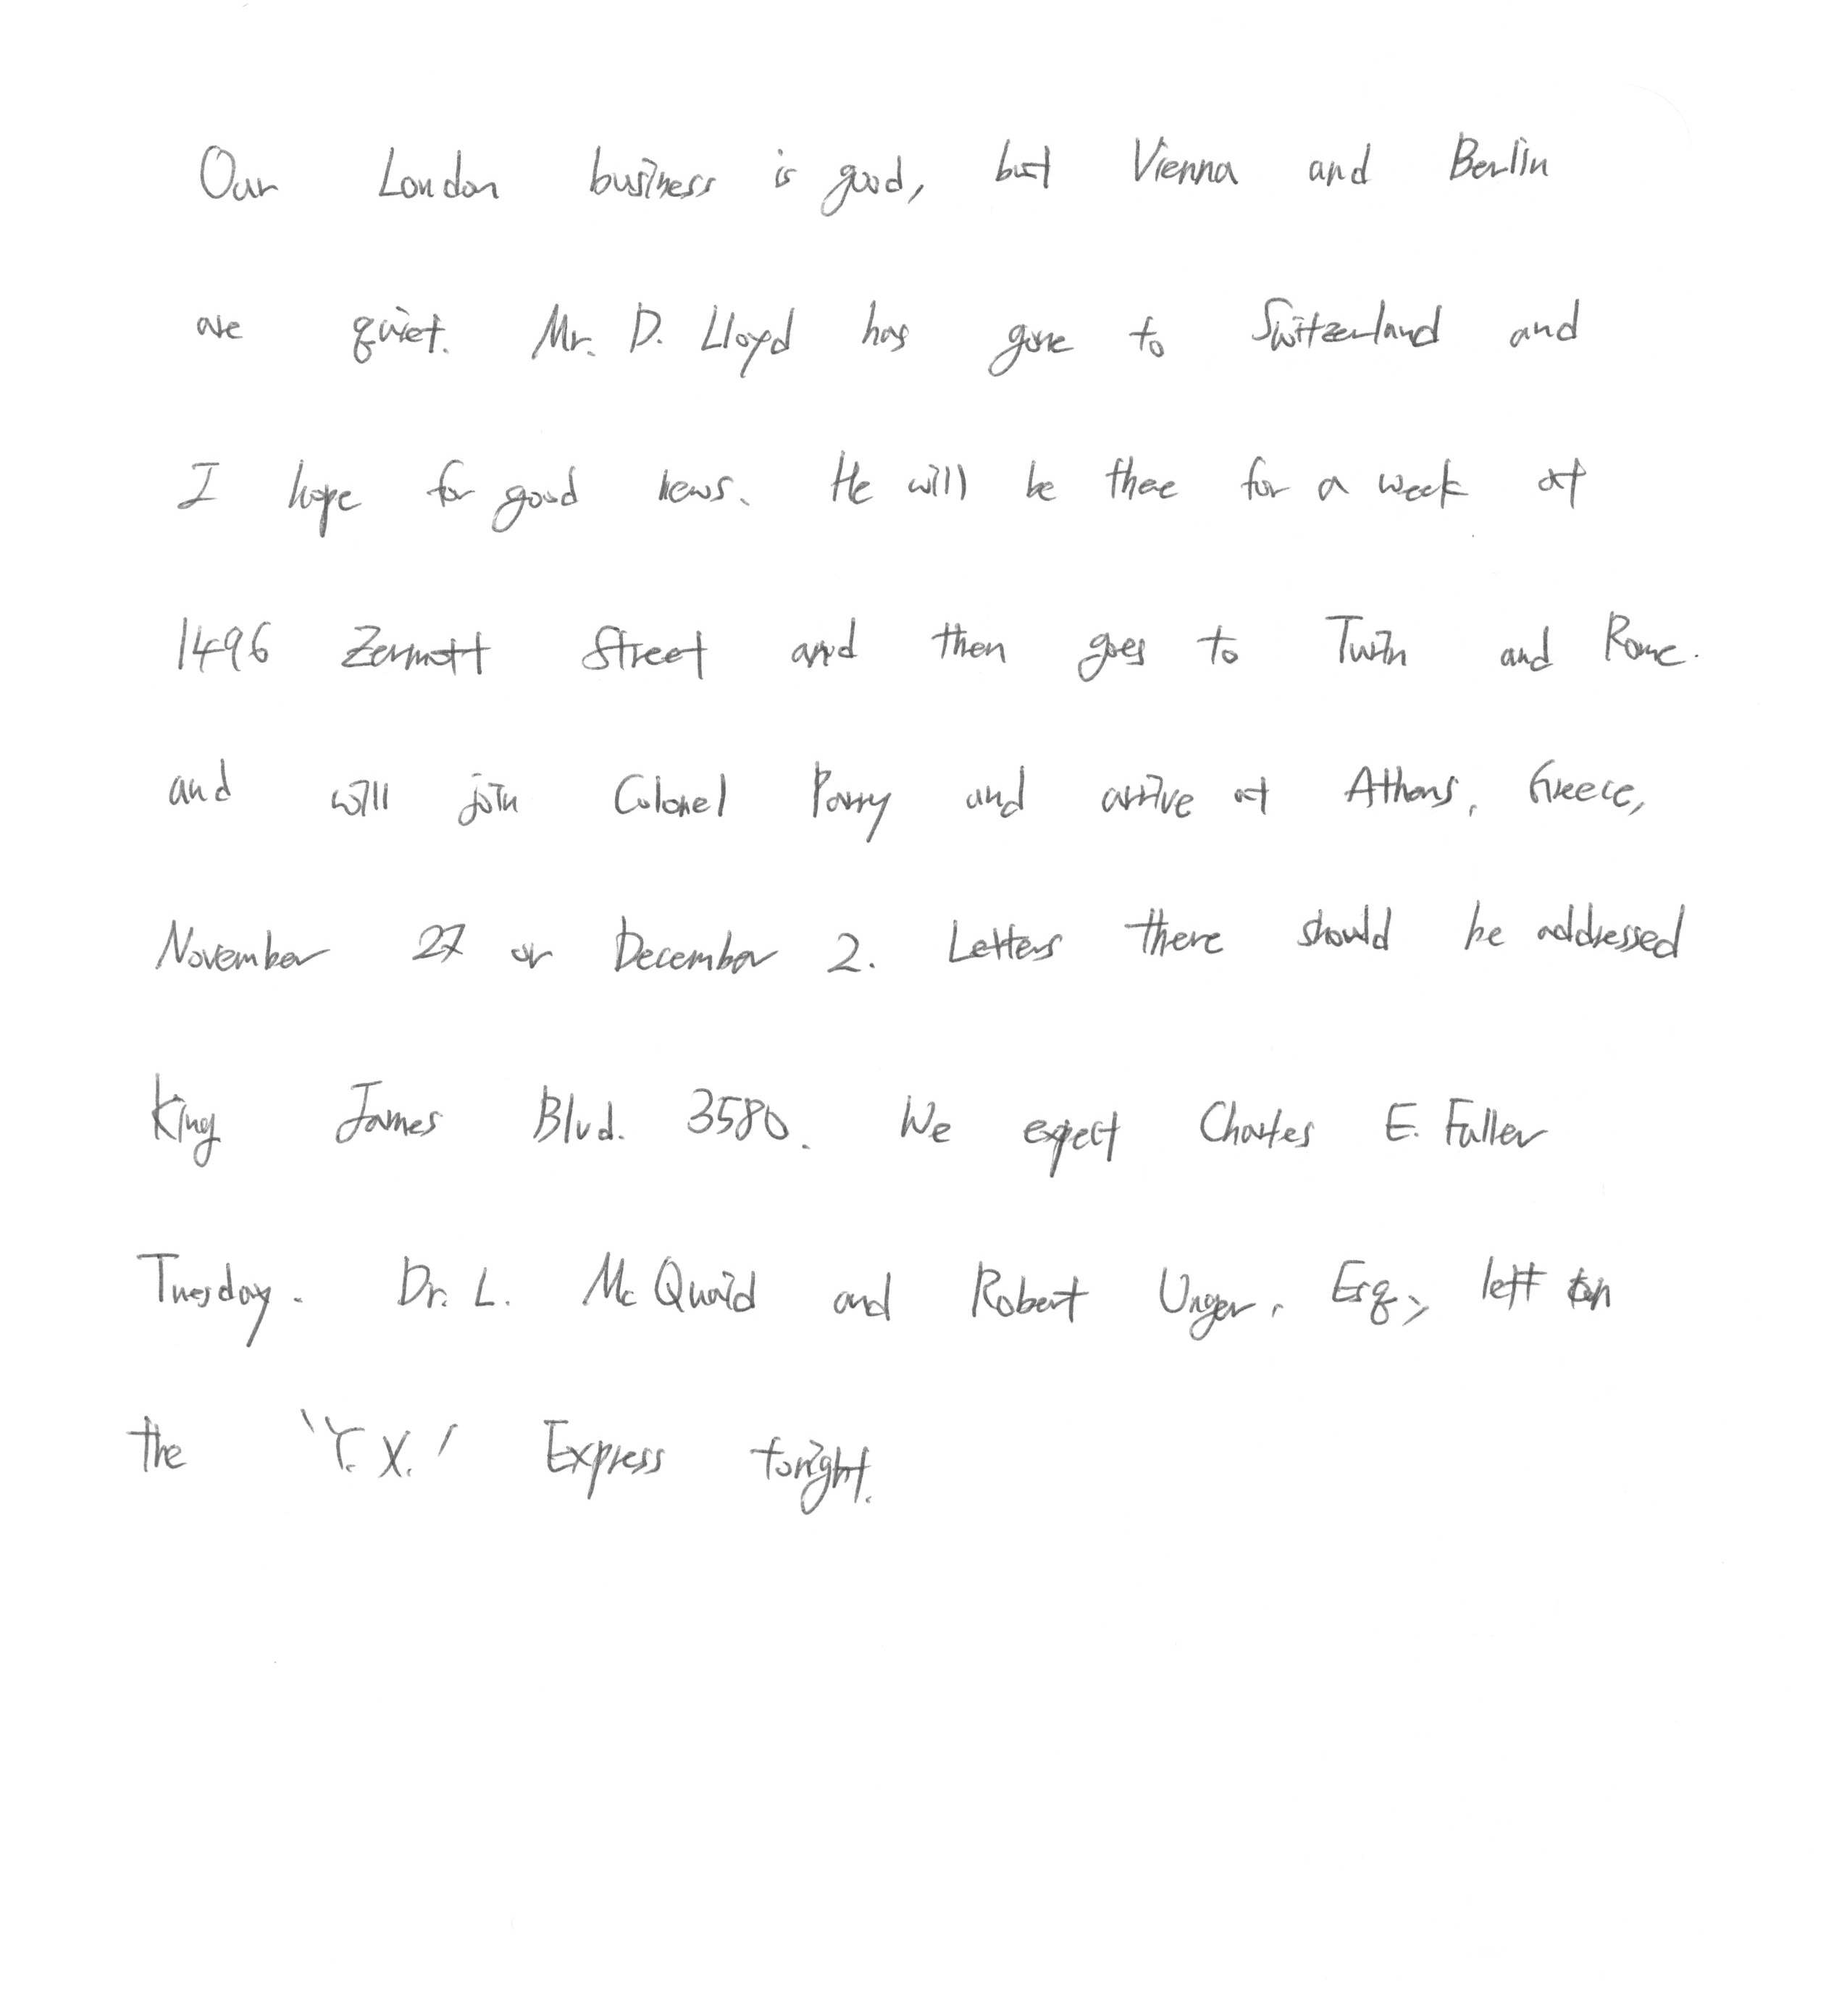 Our London business is good, but Vienna and Berlin
are quiet. Mr. D. Lloyd has gone to Switzerland and
I hope for good news. He will be there for a week at
1496 Zermott Street and then goes to Turin and Rome.
and will join Colonel Parry and arrive at Athens, Greece,
November 27 or December 2. Letters there should be addressed
King James Blvd. 3580. We expect Charles E. Fuller
Tuesday. Dr. L. McQuaid and Robert Unger, Esq., left on
the "Y.X." Express tonight.